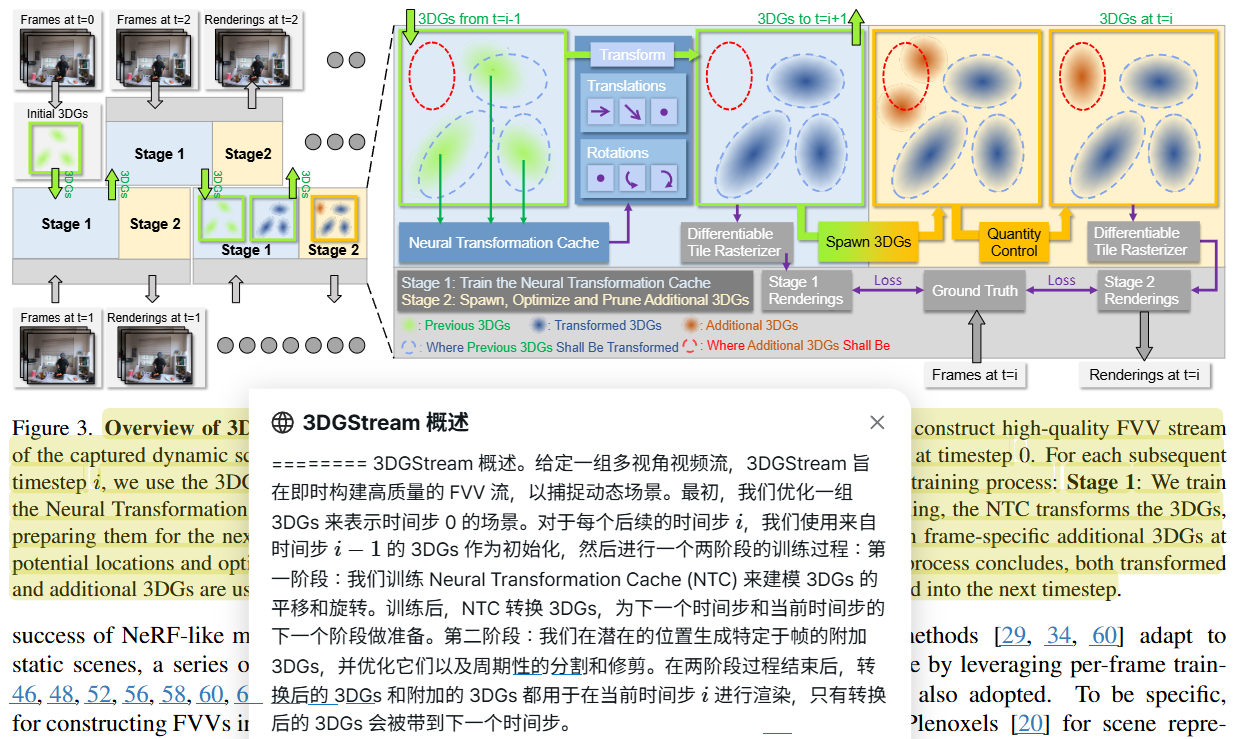 Frames at t=0
Frames at t=2
Renderings at t=2
Initial 3DGs
3DGs
3DGs
3DGs
3DGs
Stage 1
Stage2
Stage 1
Stage 2
Stage 1
Stage 2
Frames at t=1
Renderings at t=1
3DGs from t=i-1
3DGs to t=i+1
3DGs at t=i
Transform
Translations
Rotations
Neural Transformation Cache
Differentiable
Tile Rasterizer
Spawn 3DGs
Quantity
Control
Differentiable
Tile Rasterizer
Stage 1: Train the Neural Transformation Cache
Stage 2: Spawn, Optimize and Prune Additional 3DGs
Stage 1
Renderings
Loss
Ground Truth
Loss
Stage 2
Renderings
: Previous 3DGs
: Transformed 3DGs
: Additional 3DGs
: Where Previous 3DGs Shall Be Transformed
: Where Additional 3DGs Shall Be
Frames at t=i
Renderings at t=i
Figure 3. Overview of 3D
construct high-quality FVV stream
of the captured dynamic sc
at timestep 0. For each subsequent
timestep i, we use the 3DG
training process: Stage 1: We train
the Neural Transformation
ing, the NTC transforms the 3DGs,
preparing them for the nex
frame-specific additional 3DGs at
potential locations and opti
process concludes, both transformed
and additional 3DGs are us
d into the next timestep.
3DGStream 概述
======== 3DGStream 概述。给定一组多视角视频流，3DGStream 旨
在即时构建高质量的 FVV 流，以捕捉动态场景。最初，我们优化一组
3DGs 来表示时间步 0 的场景。对于每个后续的时间步 i，我们使用来自
时间步 i − 1 的 3DGs 作为初始化，然后进行一个两阶段的训练过程：第
一阶段：我们训练 Neural Transformation Cache (NTC) 来建模 3DGs 的
平移和旋转。训练后，NTC 转换 3DGs，为下一个时间步和当前时间步的
下一个阶段做准备。第二阶段：我们在潜在的位置生成特定于帧的附加
3DGs，并优化它们以及周期性的分割和修剪。在两阶段过程结束后，转
换后的 3DGs 和附加的 3DGs 都用于在当前时间步 i 进行渲染，只有转换
后的 3DGs 会被带到下一个时间步。
success of NeRF-like m
ethods [29, 34, 60] adapt to
static scenes, a series o
e by leveraging per-frame train-
46, 48, 52, 56, 58, 60, 6
also adopted. To be specific,
for constructing FVVs in
Plenoxels [20] for scene repre-